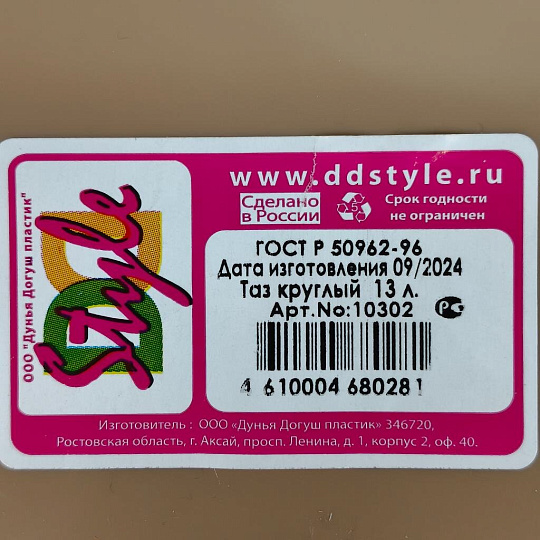 ООО "Дунья Догуш пластик"
Style
www.ddstyle.ru
Сделано
в России
5
Срок годности
не ограничен
ГОСТ Р 50962-96
Дата изготовления 09/2024
Таз круглый 13 л.
Арт.No:10302
4 610004 680281
Изготовитель : ООО «Дунья Догуш пластик» 346720,
Ростовская область, г. Аксай, просп. Ленина, д. 1, корпус 2, оф. 40.